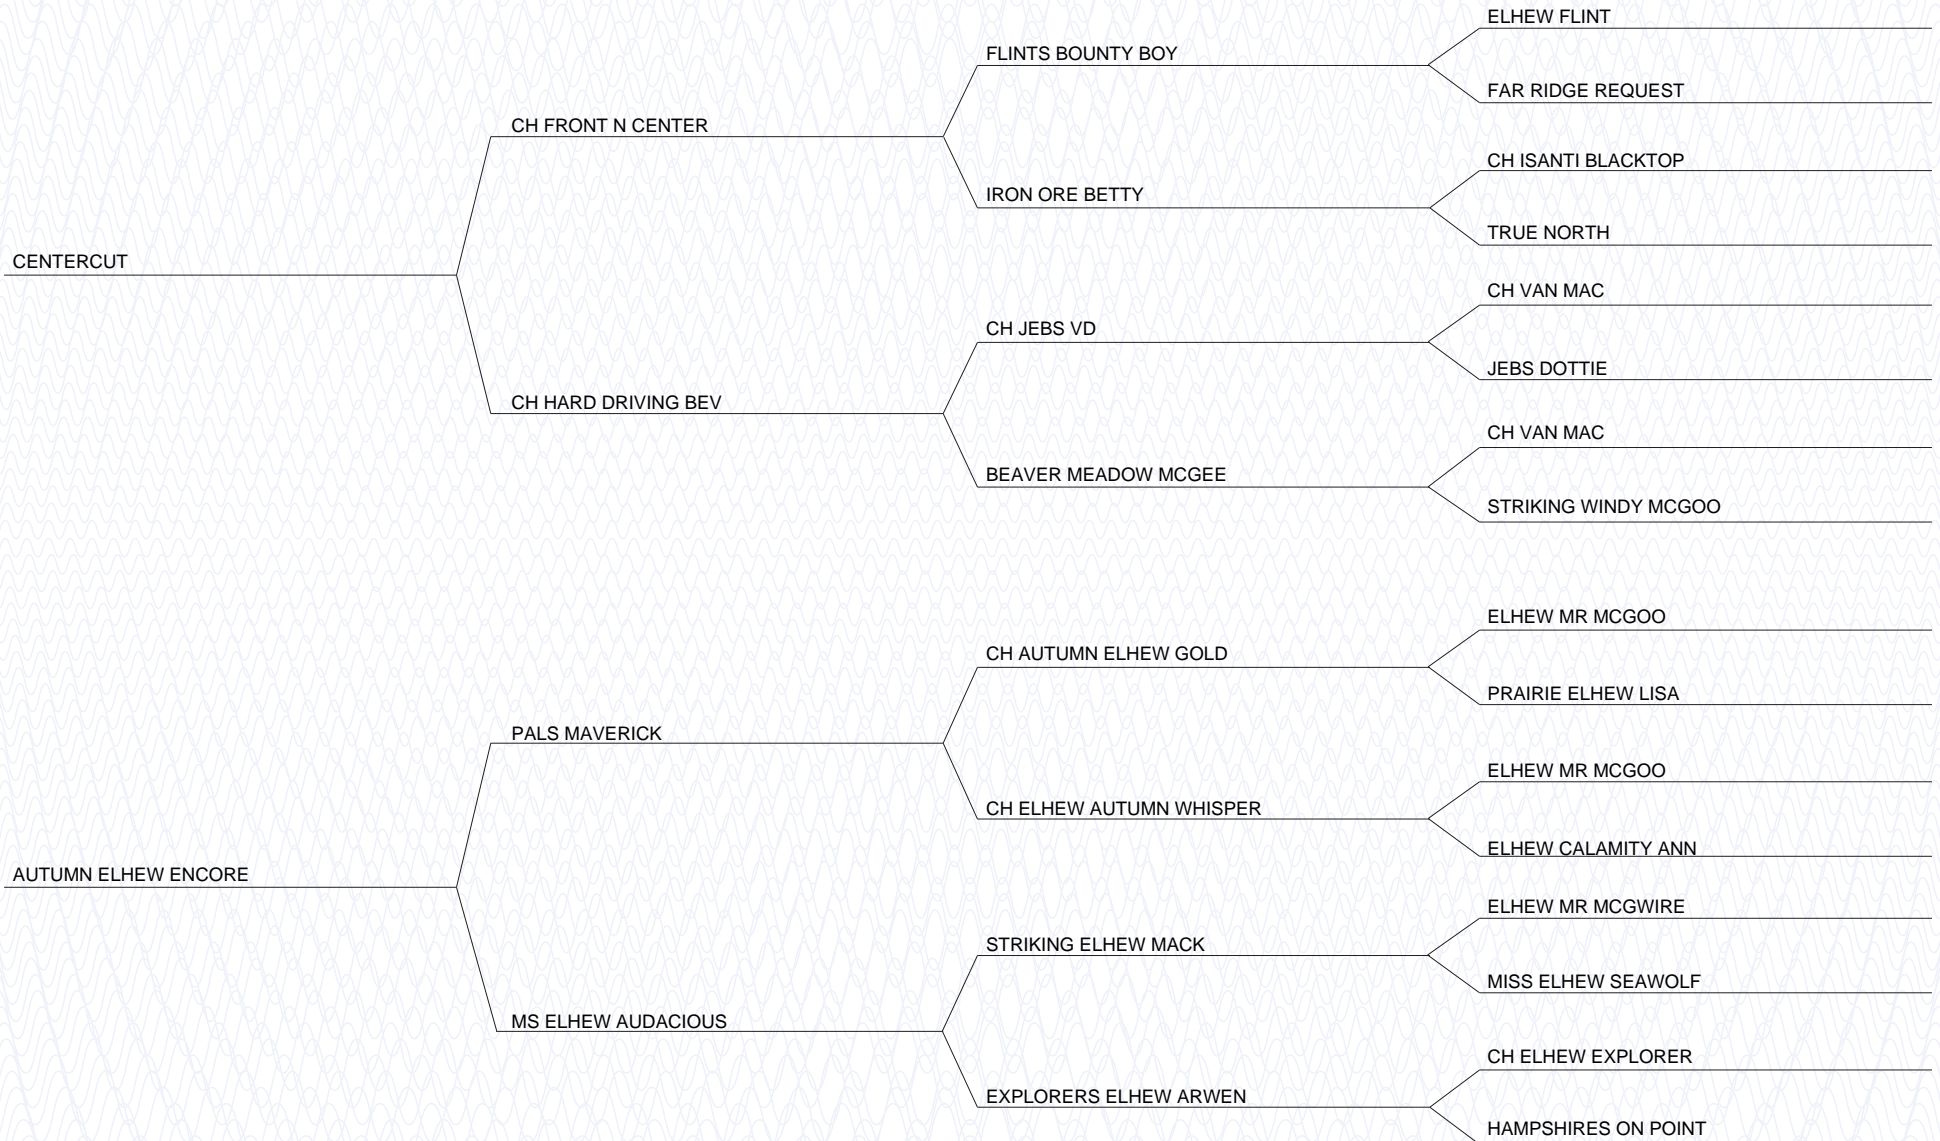 ELHEW FLINT
FLINTS BOUNTY BOY
FAR RIDGE REQUEST
CH FRONT N CENTER
CH ISANTI BLACKTOP
IRON ORE BETTY
TRUE NORTH
CENTERCUT
CH VAN MAC
CH JEBS VD
JEBS DOTTIE
CH HARD DRIVING BEV
CH VAN MAC
BEAVER MEADOW MCGEE
STRIKING WINDY MCGOO
ELHEW MR MCGOO
CH AUTUMN ELHEW GOLD
PRAIRIE ELHEW LISA
PALS MAVERICK
ELHEW MR MCGOO
CH ELHEW AUTUMN WHISPER
ELHEW CALAMITY ANN
AUTUMN ELHEW ENCORE
ELHEW MR MCGWIRE
STRIKING ELHEW MACK
MISS ELHEW SEAWOLF
MS ELHEW AUDACIOUS
CH ELHEW EXPLORER
EXPLORERS ELHEW ARWEN
HAMPSHIRES ON POINT